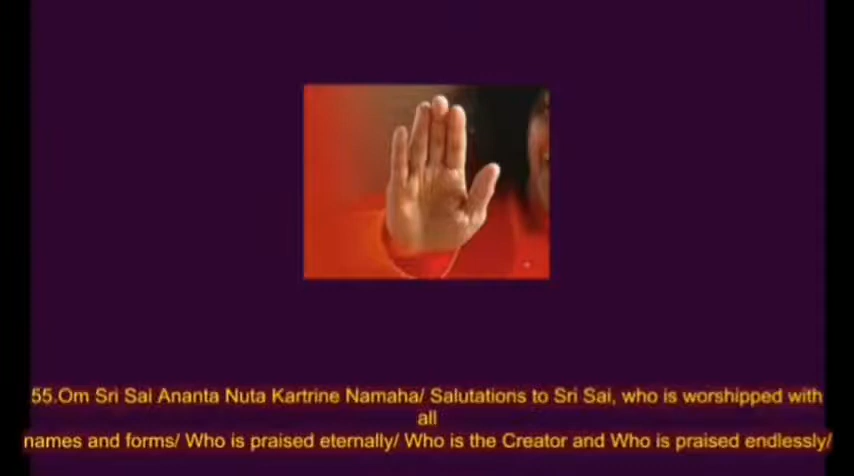 55.Om Sri Sai Ananta Nuta Kartrine Namaha/ Salutations to Sri Sai, who is worshipped with
all
names and forms/ Who is praised eternally/ Who is the Creator and Who is praised endlessly/